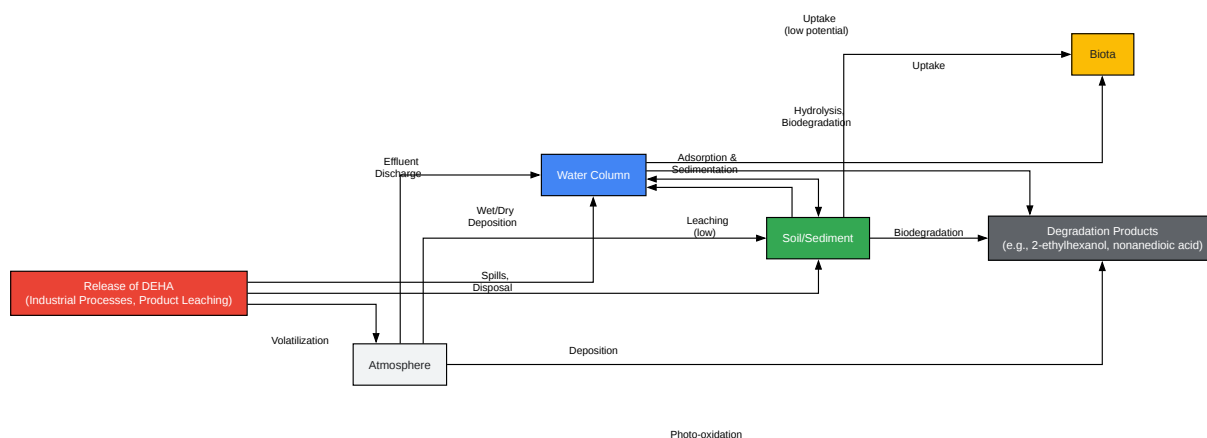 Uptake
(low potential)
Biota
Uptake
Hydrolysis,
Biodegradation
Effluent
Discharge
Water Column
Adsorption &
Sedimentation
Wet/Dry
Deposition
Leaching
(low)
Soil/Sediment
Biodegradation
Degradation Products
(e.g., 2-ethylhexanol, nonanedioic acid)
Release of DEHA
(Industrial Processes, Product Leaching)
Spills,
Disposal
Volatilization
Atmosphere
Deposition
Photo-oxidation